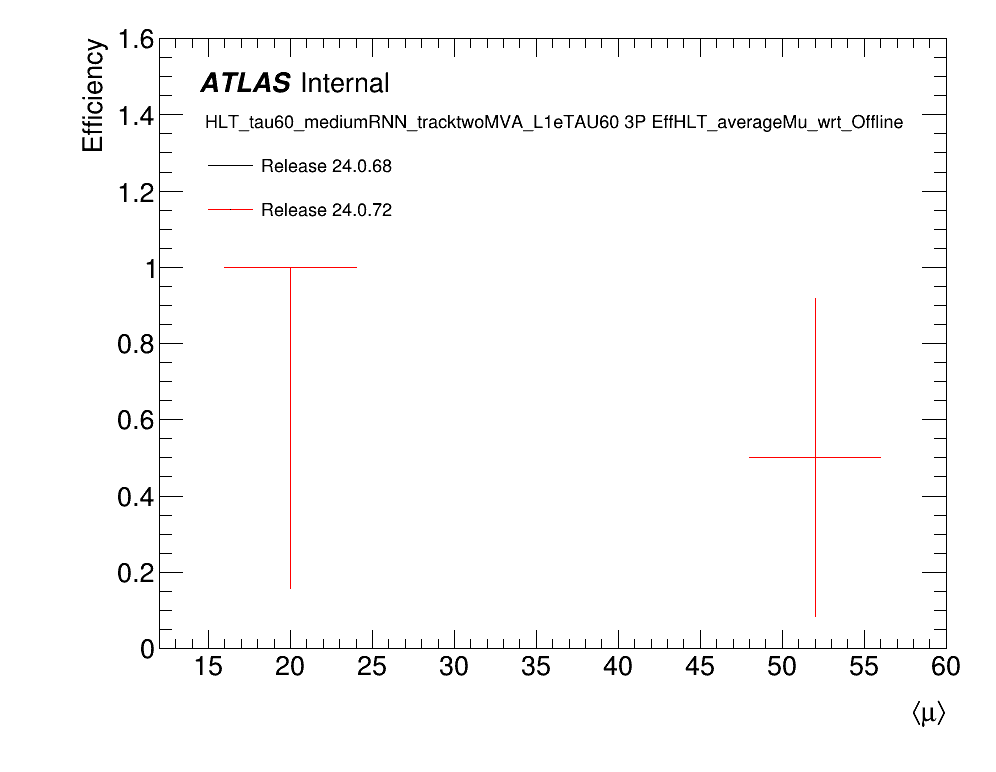 Efficiency
1.6
1.4
1.2
1
0.8
0.6
0.4
0.2
0
ATLAS Internal
HLT_tau60_mediumRNN_tracktwoMVA_L1eTAU60 3P EffHLT_averageMu_wrt_Offline
Release 24.0.68
Release 24.0.72
15 20 25 30 35 40 45 50 55 60
⟨μ⟩